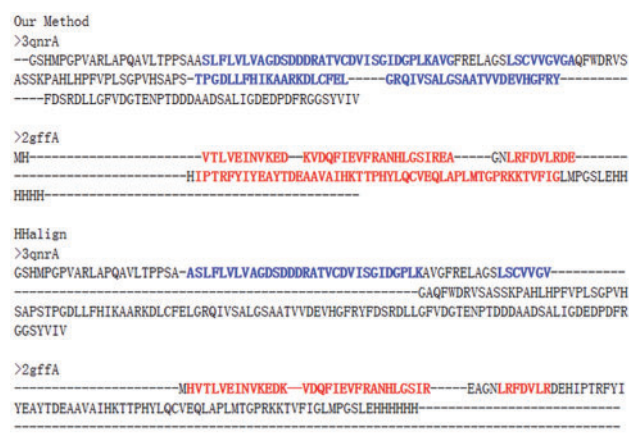 Our Method
>3qnrA
--GSHMPGPVARLAPQAVLTPPSAASLFLVLVAGDSDDDRATVCDVISGIDGPLKAVGFRELAGSLSCVVGVGAQFWDRVS
ASSKPAHLHPFVPLSGPVHSAPS-TPGDLLFHIKAARKDLCFEL-----GRQIVSALGSAATVVDEVHGFRY---------
----FDSRDLLGFVDGTENPTDDDAADSALIGDEDPDFRGGSYVIV
>2gffA
MH----------------------VTLVEINVKED--KVDQFIEVFRANHLGSIREA-----GNLRFDVLRDE-------
-----------------------HIPTRFYIYEAYTDEAAVAIHKTTPHYLQCVEQLAPLMTGPRKKTVFIGLMPGSLEHH
HHHH----------------------------------------
HHalign
>3qnrA
GSHMPGPVARLAPQAVLTPPSA-ASLFLVLVAGDSDDDRATVCDVISGIDGPLKAVGFRELAGSLSCVVGV----------
----------------------------------------------------GAQFWDRVSASSKPAHLHPFVPLSGPVH
SAPSTPGDLLFHIKAARKDLCFELGRQIVSALGSAATVVDEVHGFRYFDSRDLLGFVDGTENPTDDDAADSALIGDEDPDFR
GGSYVIV
>2gffA
----------------------MHVTLVEINVKEDK--VDQFIEVFRANHLGSIR-----EAGNLRFDVLRDEHIPTRFYI
YEAYTDEAAVAIHKTTPHYLQCVEQLAPLMTGPRKKTVFIGLMPGSLEHHHHHH---------------------------
--------------------------------------------------------------------------------